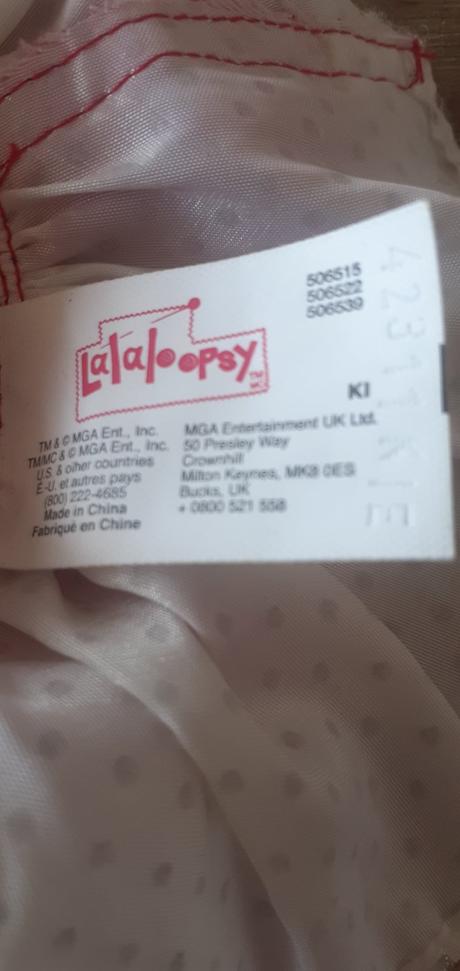 506515
506522
506539
Lalaloopsy
TM
MC
KI
TM & © MGA Ent., Inc.
TM/MC & © MGA Ent., Inc.
U.S. & other countries
É.-U. et autres pays
(800) 222-4685
Made in China
Fabriqué en Chine
MGA Entertainment UK Ltd.
50 Presley Way
Crownhill
Milton Keynes, MK8 0ES
Bucks, UK
+ 0800 521 558